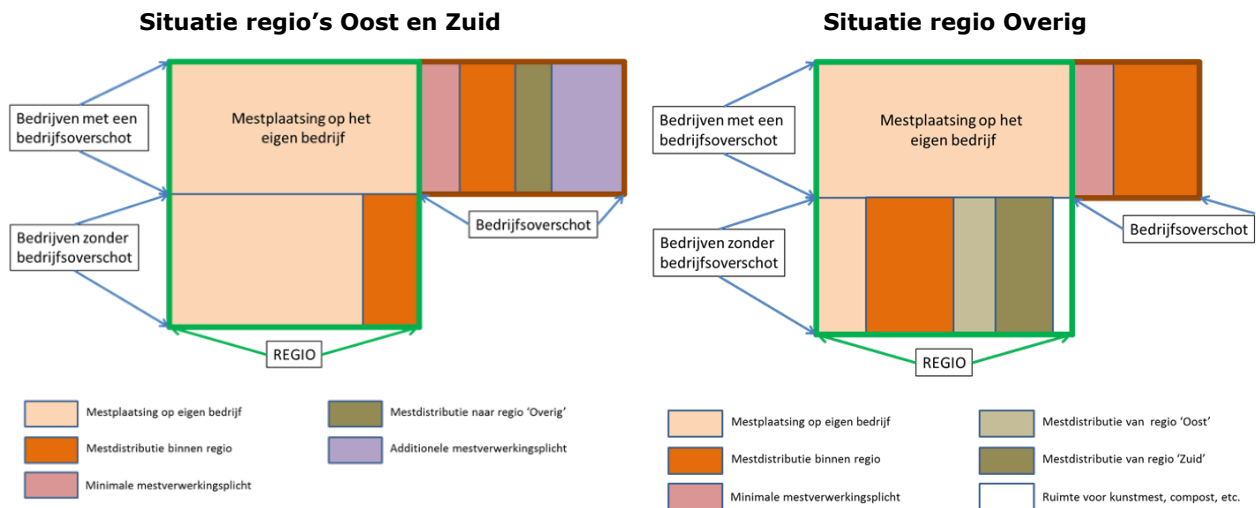 Situatie regio's Oost en Zuid
Bedrijven met een
bedrijfsoverschot
Mestplaatsing op het
eigen bedrijf
Bedrijven zonder
bedrijfsoverschot
Bedrijfsoverschot
REGIO
Mestplaatsing op eigen bedrijf
Mestdistributie binnen regio
Minimale mestverwerkingsplicht
Mestdistributie naar regio 'Overig'
Additionele mestverwerkingsplicht
Situatie regio Overig
Bedrijven met een
bedrijfsoverschot
Mestplaatsing op het
eigen bedrijf
Bedrijven zonder
bedrijfsoverschot
Bedrijfsoverschot
REGIO
Mestplaatsing op eigen bedrijf
Mestdistributie binnen regio
Minimale mestverwerkingsplicht
Mestdistributie van regio 'Oost'
Mestdistributie van regio 'Zuid'
Ruimte voor kunstmest, compost, etc.